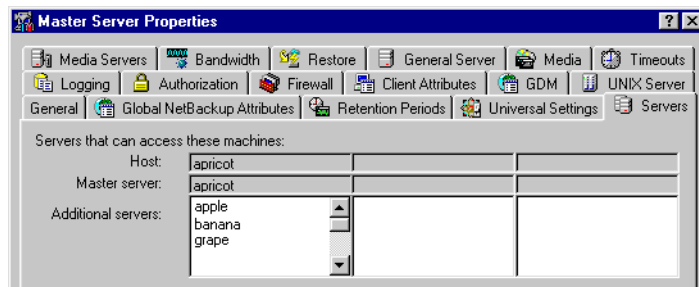 Master Server Properties
Media Servers Bandwidth Restore General Server Media Timeouts
Logging Authorization Firewall Client Attributes GDM UNIX Server
General Global NetBackup Attributes Retention Periods Universal Settings Servers
Servers that can access these machines:
Host: apricot
Master server: apricot
Additional servers: apple
banana
grape